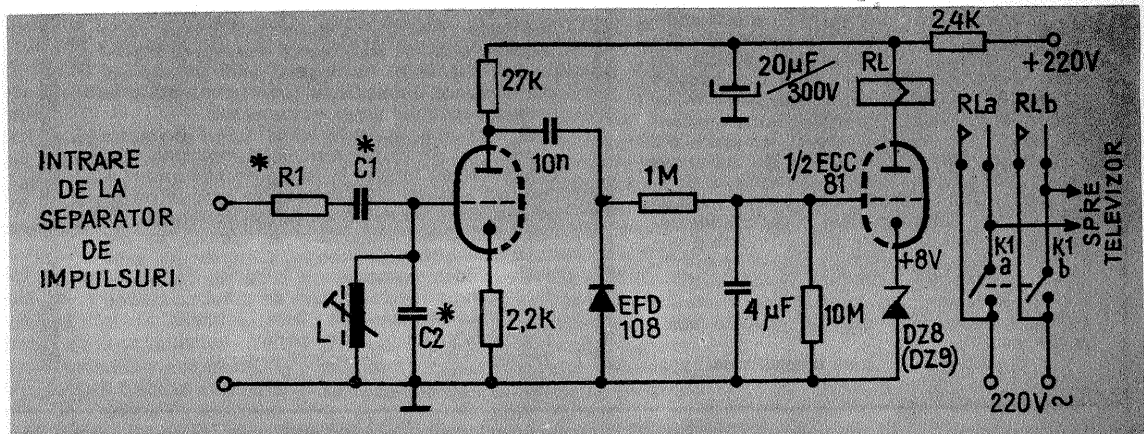 INTRARE
DE LA
SEPARATOR
DE
IMPULSURI
* R1
* C1
L
C2 *
27K
10n
2,2K
EFD
108
1M
20µF/
300V
4µF
10M
RL
1/2 ECC
81
+8V
DZ8
(DZ9)
2,4K
+220V
RLa RLb
K1
a
K1
b
SPRE
TELEVIZOR
220V~